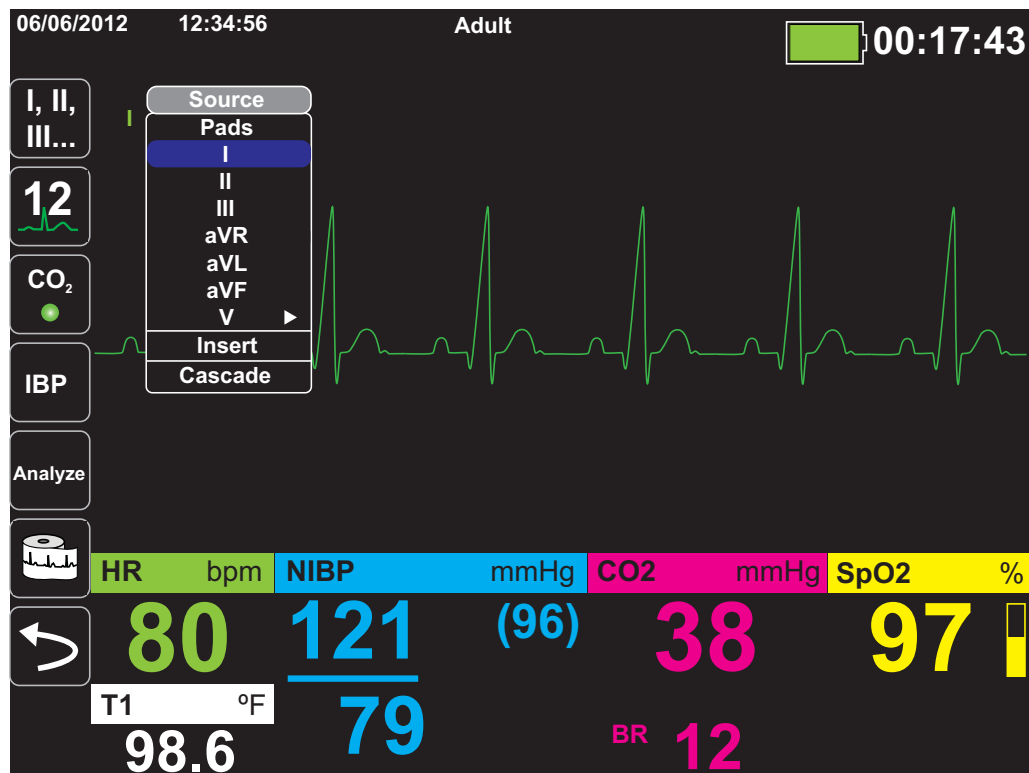 06/06/2012 12:34:56 Adult 00:17:43
I, II,
III...
I
Source
Pads
I
II
III
aVR
aVL
aVF
V
Insert
Cascade
12
CO2
IBP
Analyze
HR bpm NIBP mmHg CO2 mmHg SpO2 %
80 121 (96) 38 97
T1 ºF
79
98.6
BR 12